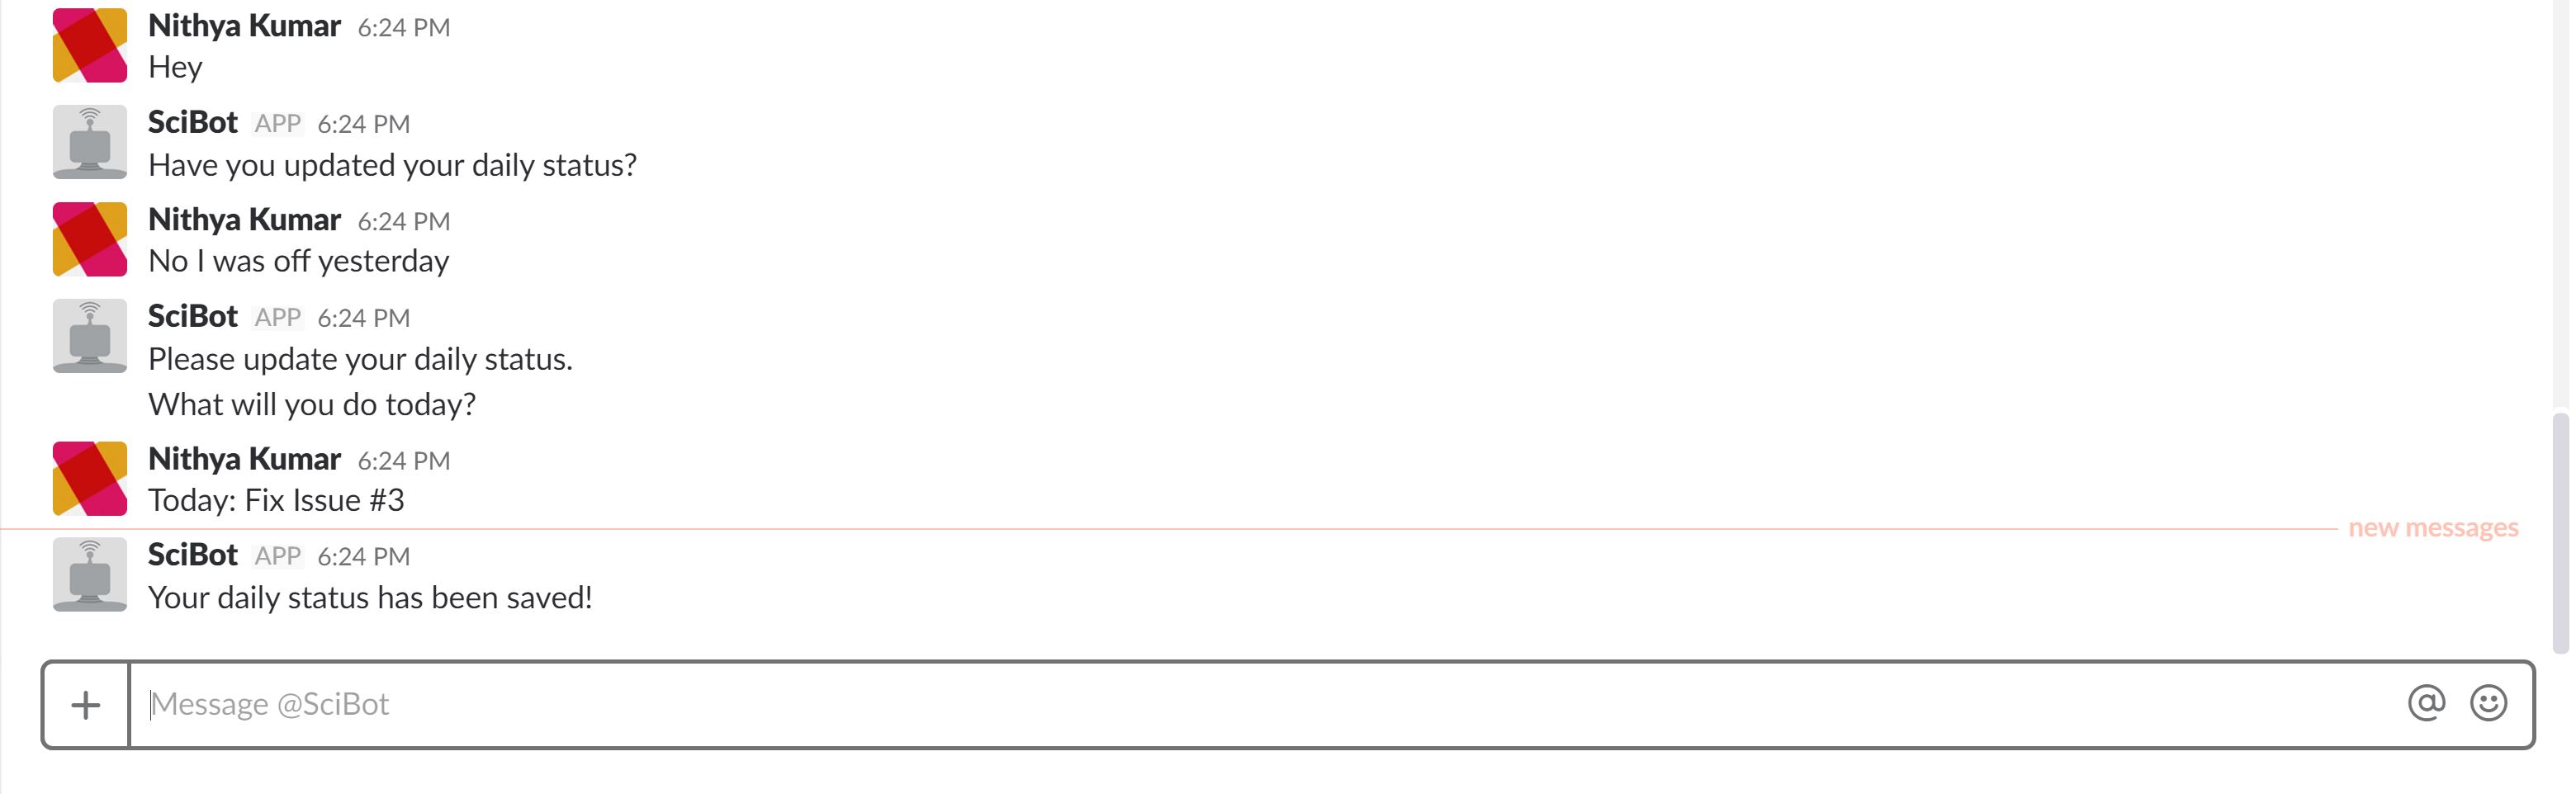 Nithya Kumar 6:24 PM
Hey
SciBot APP 6:24 PM
Have you updated your daily status?
Nithya Kumar 6:24 PM
No I was off yesterday
SciBot APP 6:24 PM
Please update your daily status.
What will you do today?
Nithya Kumar 6:24 PM
Today: Fix Issue #3
new messages
SciBot APP 6:24 PM
Your daily status has been saved!
Message @SciBot